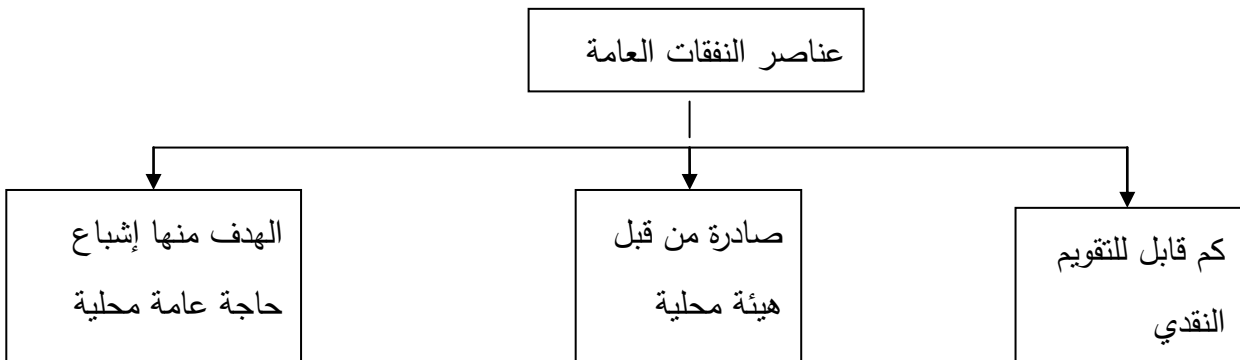 عناصر النفقات العامة
كم قابل للتقويم
النقدي
صادرة من قبل
هيئة محلية
الهدف منها إشباع
حاجة عامة محلية